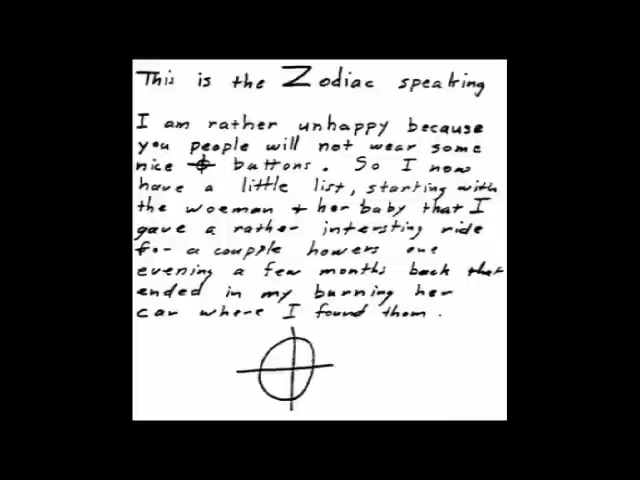 This is the Zodiac speaking
I am rather unhappy because
you people will not wear some
nice ⌖ buttons. So I now
have a little list, starting with
the woeman + her baby that I
gave a rather intersting ride
for a coupple howers one
evening a few months back that
ended in my burning her
car where I found them.